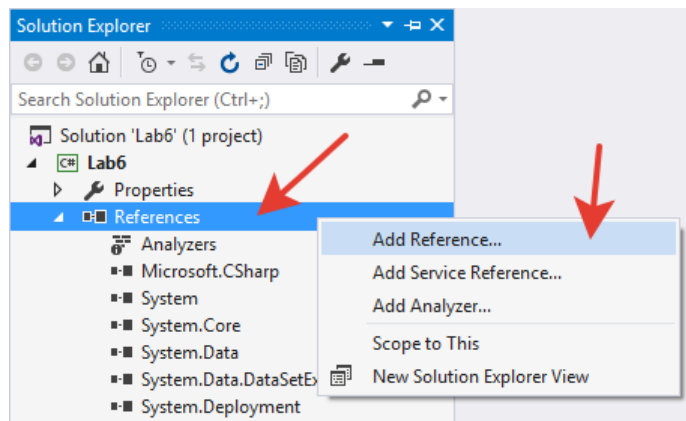 Solution Explorer
Search Solution Explorer (Ctrl+;)
Solution 'Lab6' (1 project)
C# Lab6
Properties
References
Analyzers
Microsoft.CSharp
System
System.Core
System.Data
System.Data.DataSetEx
System.Deployment
Add Reference...
Add Service Reference...
Add Analyzer...
Scope to This
New Solution Explorer View